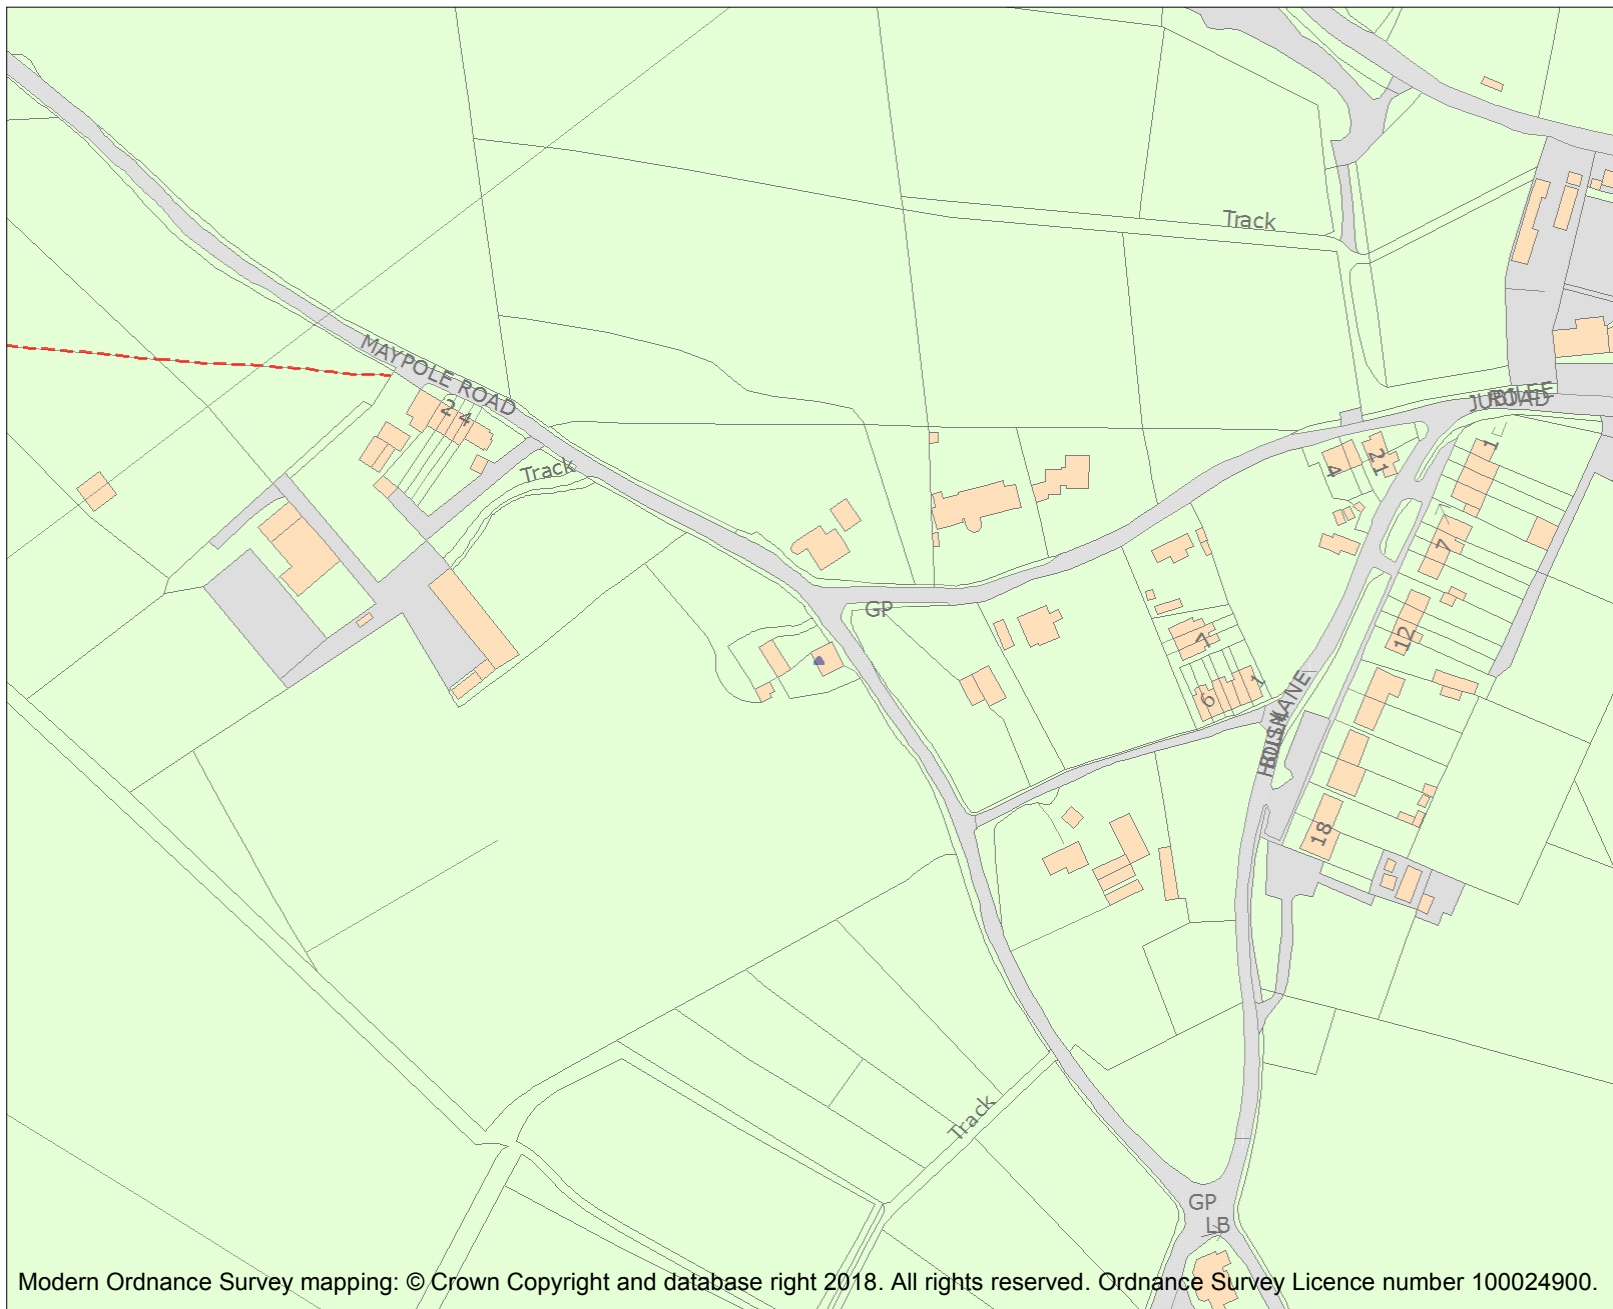 Track
MAYPOLE ROAD
2 4
JUBILEE
ROAD
1
21
4
Track
7
GP
7
12
1
6
18
Track
GP
LB
Modern Ordnance Survey mapping: © Crown Copyright and database right 2018. All rights reserved. Ordnance Survey Licence number 100024900.